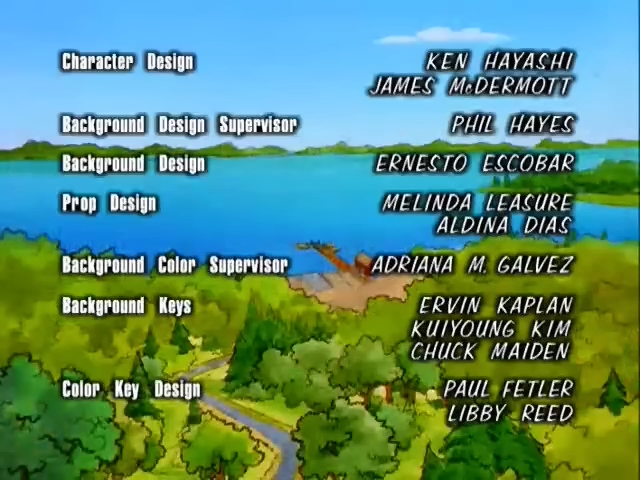 Character Design KEN HAYASHI
JAMES McDERMOTT
Background Design Supervisor PHIL HAYES
Background Design ERNESTO ESCOBAR
Prop Design MELINDA LEASURE
ALDINA DIAS
Background Color Supervisor ADRIANA M. GALVEZ
Background Keys ERVIN KAPLAN
KUIYOUNG KIM
CHUCK MAIDEN
Color Key Design PAUL FETLER
LIBBY REED